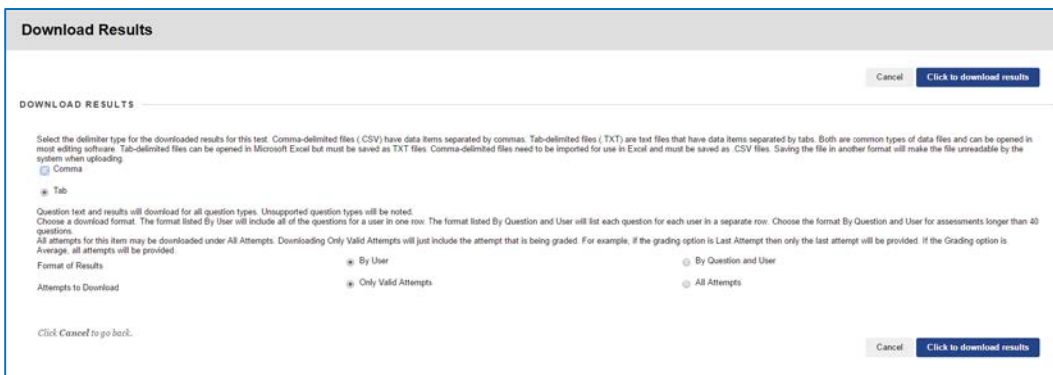 Download Results
Cancel
Click to download results
DOWNLOAD RESULTS
Select the delimiter type for the downloaded results for this test. Comma-delimited files ( CSV) have data items separated by commas. Tab-delimited files ( TXT) are text files that have data items separated by tabs. Both are common types of data files and can be opened in
most editing software. Tab-delimited files can be opened in Microsoft Excel but must be saved as TXT files. Comma-delimited files need to be imported for use in Excel and must be saved as .CSV files. Saving the file in another format will make the file unreadable by the
system when uploading.
Comma
Tab
Question text and results will download for all question types. Unsupported question types will be noted.
Choose a download format. The format listed By User will include all of the questions for a user in one row. The format listed By Question and User will list each question for each user in a separate row. Choose the format By Question and User for assessments longer than 40
questions.
All attempts for this item may be downloaded under All Attempts. Downloading Only Valid Attempts will just include the attempt that is being graded. For example, if the grading option is Last Attempt then only the last attempt will be provided. If the Grading option is
Average, all attempts will be provided.
Format of Results
By User
By Question and User
Attempts to Download
Only Valid Attempts
All Attempts
Click Cancel to go back.
Cancel
Click to download results